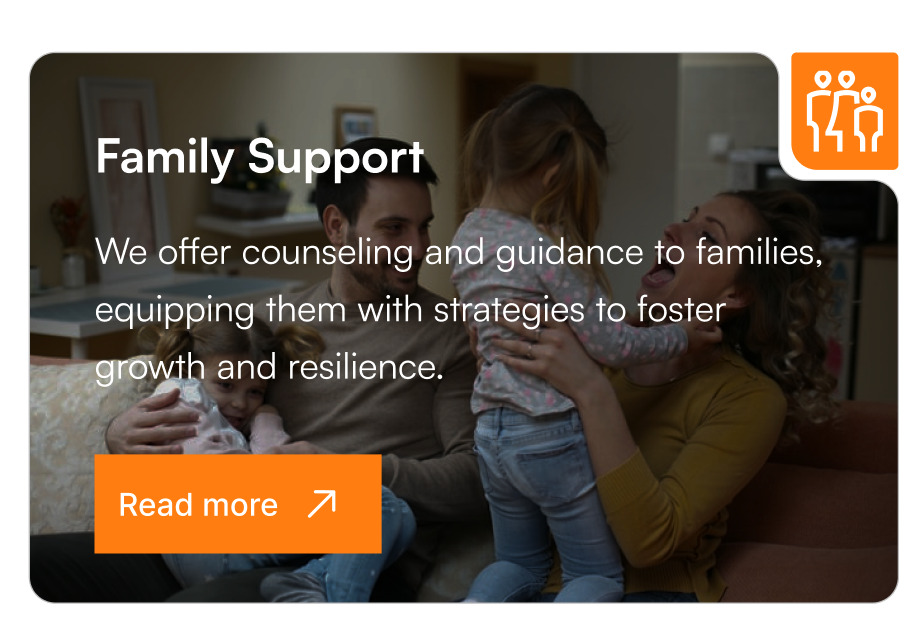 Family Support
We offer counseling and guidance to families,
equipping them with strategies to foster
growth and resilience.
Read more